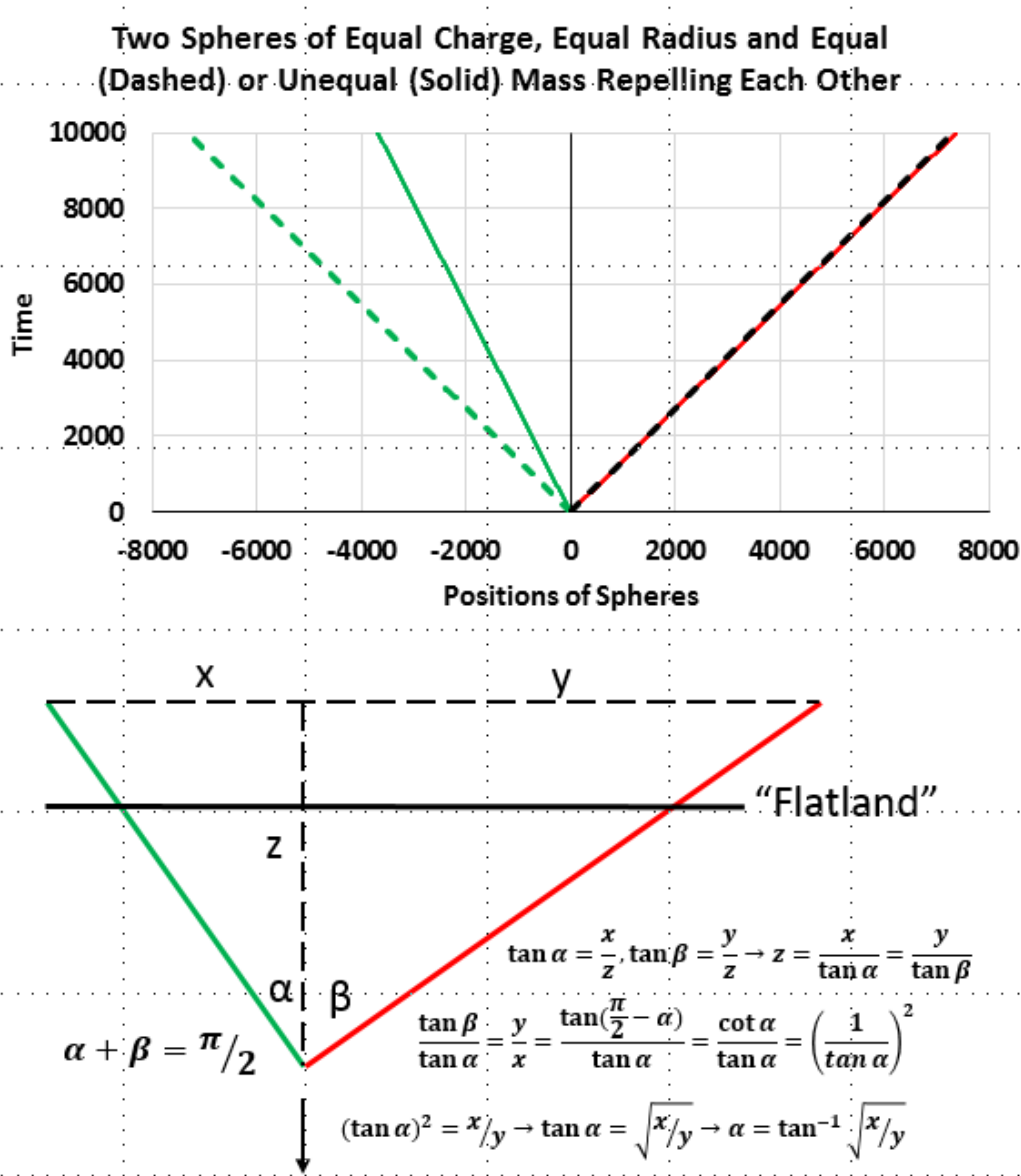 Two Spheres of Equal Charge, Equal Radius and Equal
(Dashed) or Unequal (Solid) Mass Repelling Each Other
10000
8000
6000
4000
2000
0
Time
-8000 -6000 -4000 -2000 0 2000 4000 6000 8000
Positions of Spheres
x y
"Flatland"
z
tan α = x/z, tan β = y/z → z = x/tan α = y/tan β
α β
tan β/tan α = y/x = tan(π/2 − α)/tan α = cot α/tan α = (1/tan α)²
α + β = π/2
(tan α)² = x/y → tan α = √(x/y) → α = tan⁻¹ √(x/y)